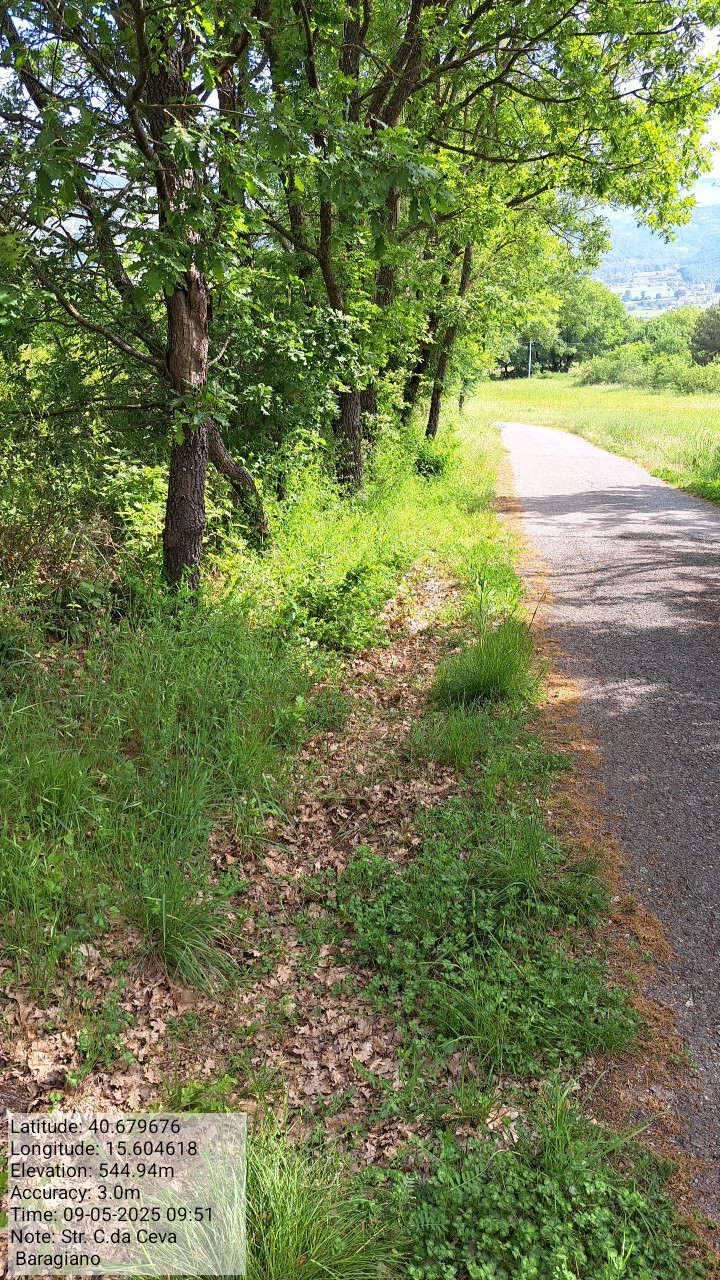 Latitude: 40.679676
Longitude: 15.604618
Elevation: 544.94m
Accuracy: 3.0m
Time: 09-05-2025 09:51
Note: Str. C.da Ceva
Baragiano